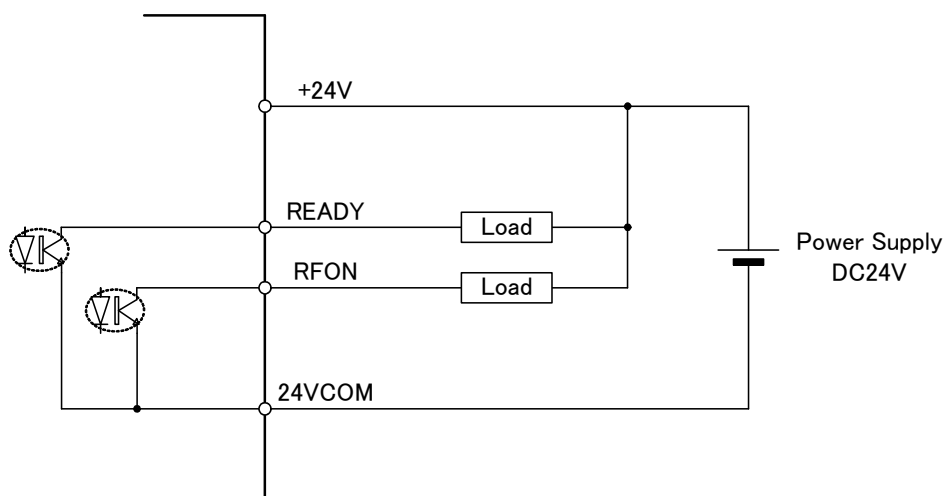 +24V
READY
Load
RFON
Load
Power Supply
DC24V
24VCOM